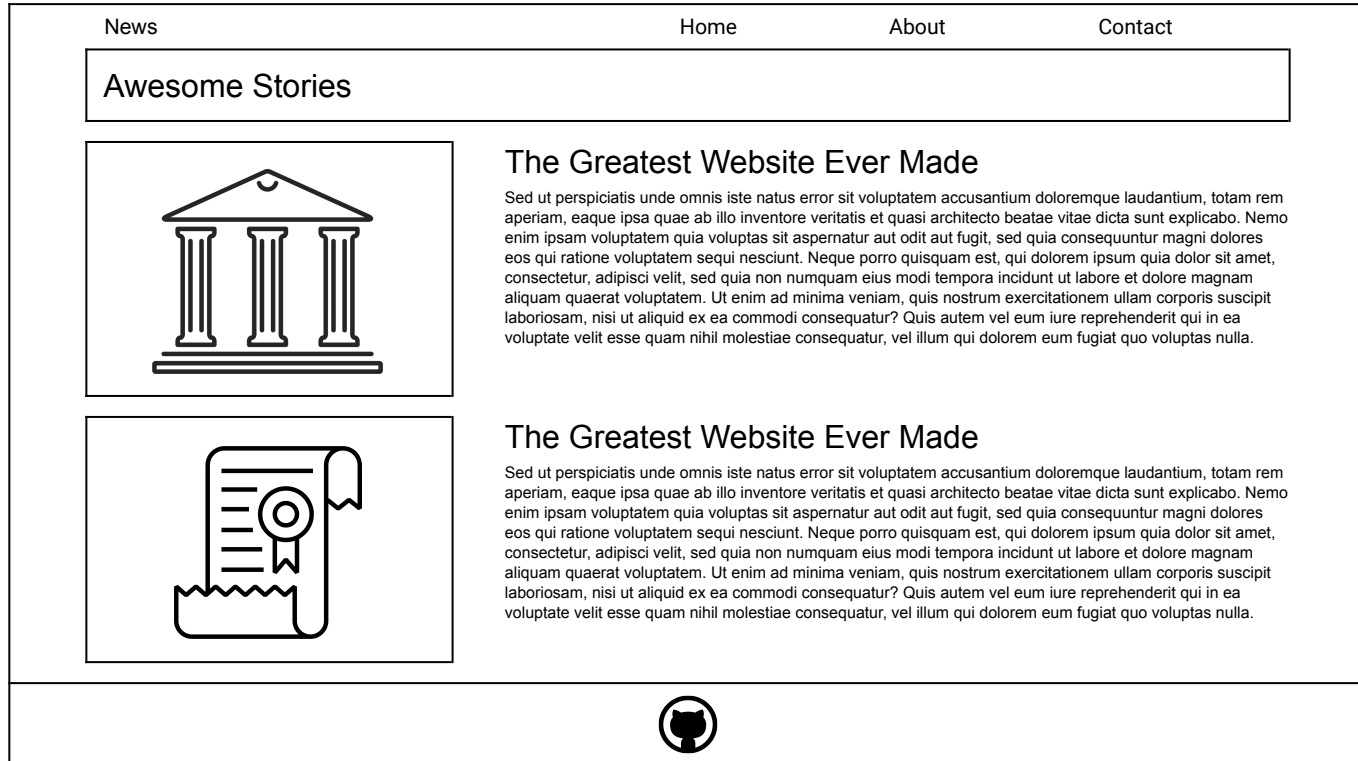 News Home About Contact
Awesome Stories
The Greatest Website Ever Made
Sed ut perspiciatis unde omnis iste natus error sit voluptatem accusantium doloremque laudantium, totam rem
aperiam, eaque ipsa quae ab illo inventore veritatis et quasi architecto beatae vitae dicta sunt explicabo. Nemo
enim ipsam voluptatem quia voluptas sit aspernatur aut odit aut fugit, sed quia consequuntur magni dolores
eos qui ratione voluptatem sequi nesciunt. Neque porro quisquam est, qui dolorem ipsum quia dolor sit amet,
consectetur, adipisci velit, sed quia non numquam eius modi tempora incidunt ut labore et dolore magnam
aliquam quaerat voluptatem. Ut enim ad minima veniam, quis nostrum exercitationem ullam corporis suscipit
laboriosam, nisi ut aliquid ex ea commodi consequatur? Quis autem vel eum iure reprehenderit qui in ea
voluptate velit esse quam nihil molestiae consequatur, vel illum qui dolorem eum fugiat quo voluptas nulla.
The Greatest Website Ever Made
Sed ut perspiciatis unde omnis iste natus error sit voluptatem accusantium doloremque laudantium, totam rem
aperiam, eaque ipsa quae ab illo inventore veritatis et quasi architecto beatae vitae dicta sunt explicabo. Nemo
enim ipsam voluptatem quia voluptas sit aspernatur aut odit aut fugit, sed quia consequuntur magni dolores
eos qui ratione voluptatem sequi nesciunt. Neque porro quisquam est, qui dolorem ipsum quia dolor sit amet,
consectetur, adipisci velit, sed quia non numquam eius modi tempora incidunt ut labore et dolore magnam
aliquam quaerat voluptatem. Ut enim ad minima veniam, quis nostrum exercitationem ullam corporis suscipit
laboriosam, nisi ut aliquid ex ea commodi consequatur? Quis autem vel eum iure reprehenderit qui in ea
voluptate velit esse quam nihil molestiae consequatur, vel illum qui dolorem eum fugiat quo voluptas nulla.